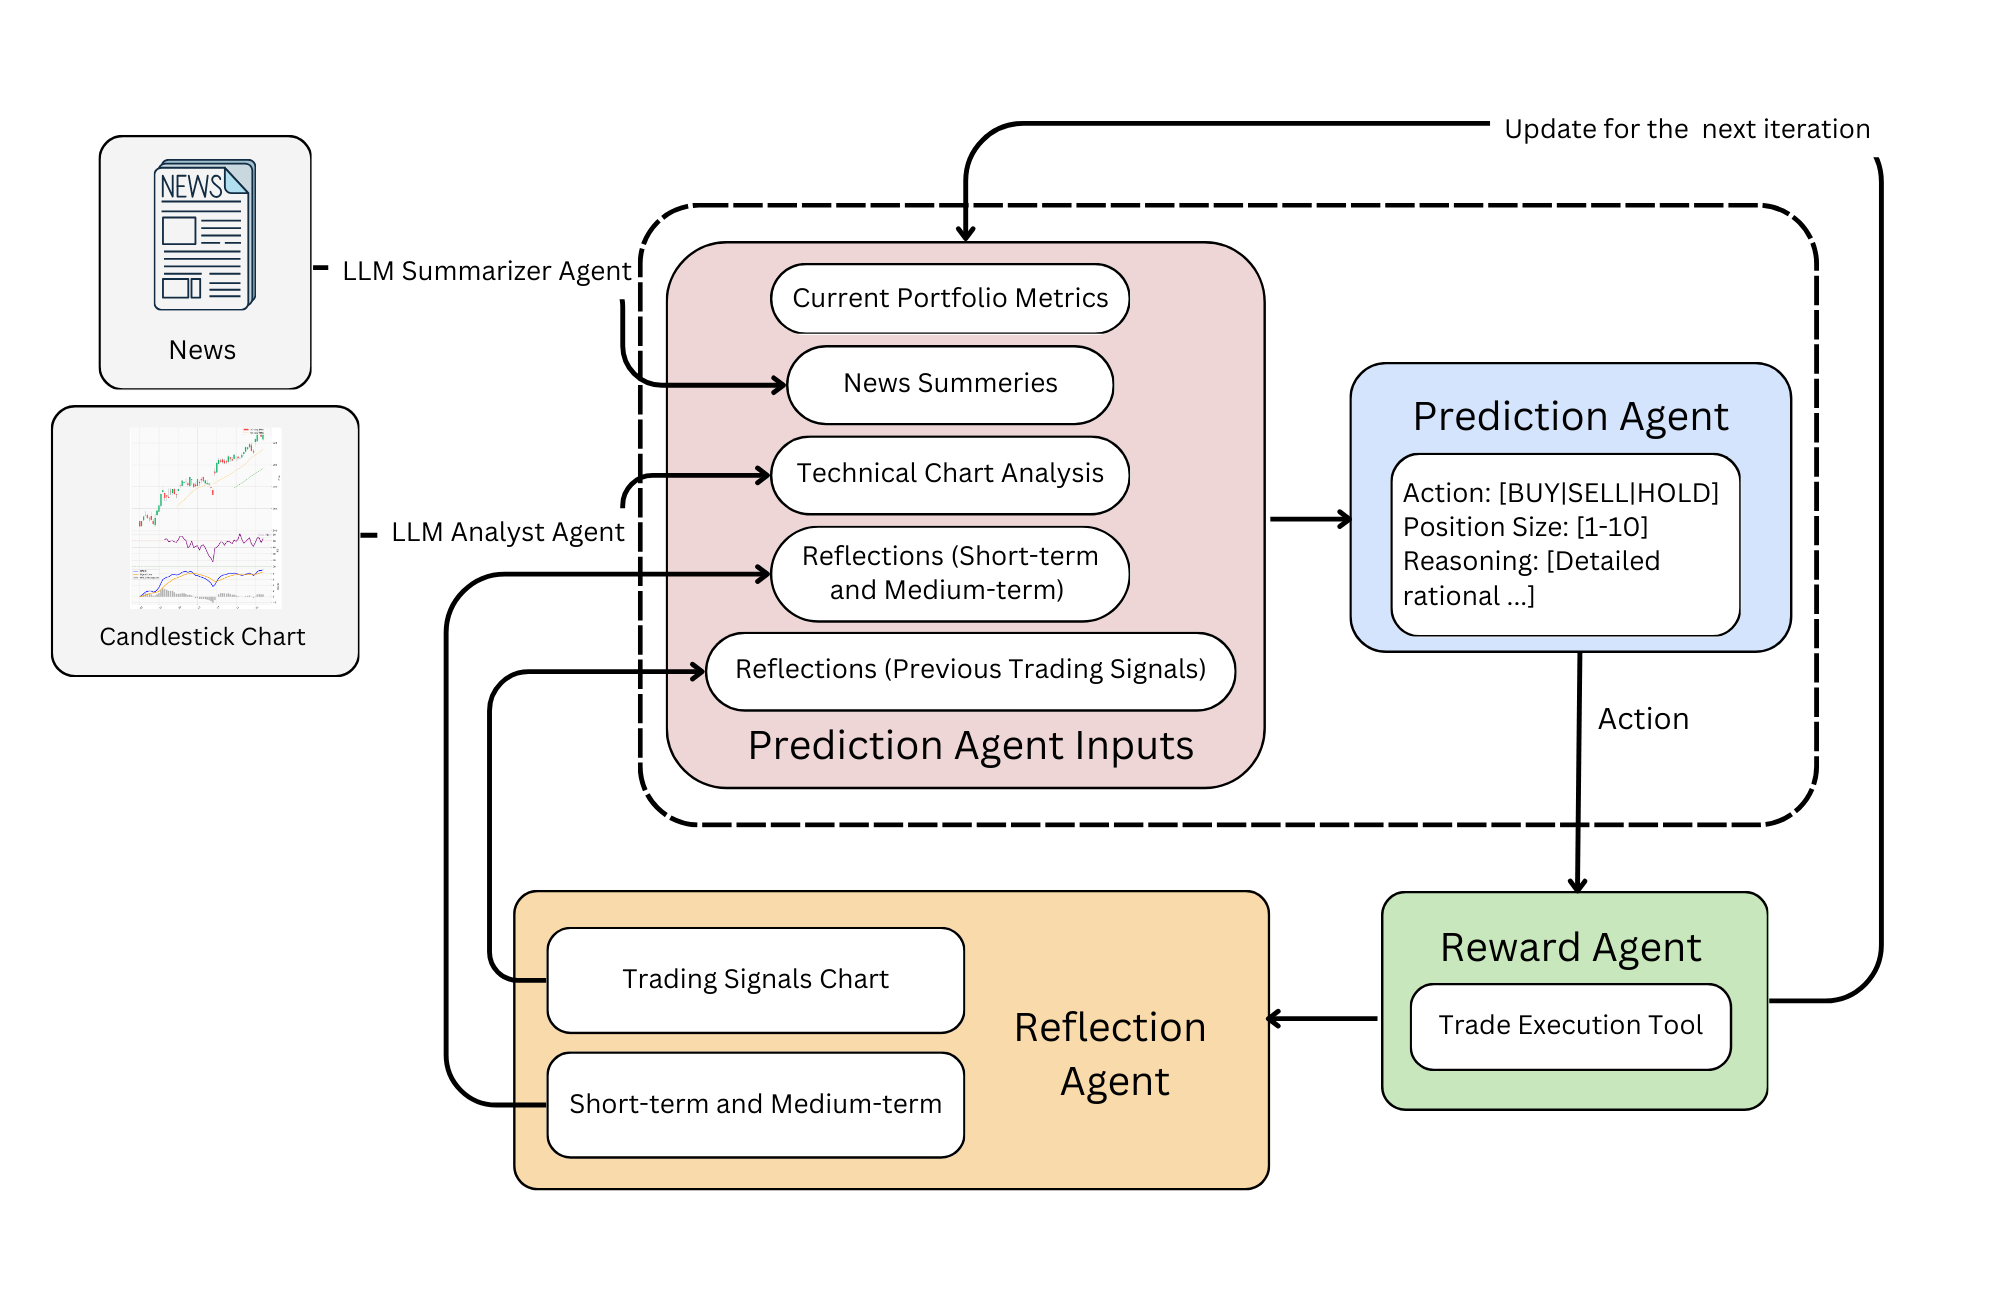 Update for the next iteration
NEWS
News
LLM Summarizer Agent
Current Portfolio Metrics
News Summeries
Technical Chart Analysis
Reflections (Short-term
and Medium-term)
Reflections (Previous Trading Signals)
Prediction Agent Inputs
LLM Analyst Agent
Candlestick Chart
Prediction Agent
Action: [BUY|SELL|HOLD]
Position Size: [1-10]
Reasoning: [Detailed
rational ...]
Action
Trading Signals Chart
Short-term and Medium-term
Reflection
Agent
Reward Agent
Trade Execution Tool